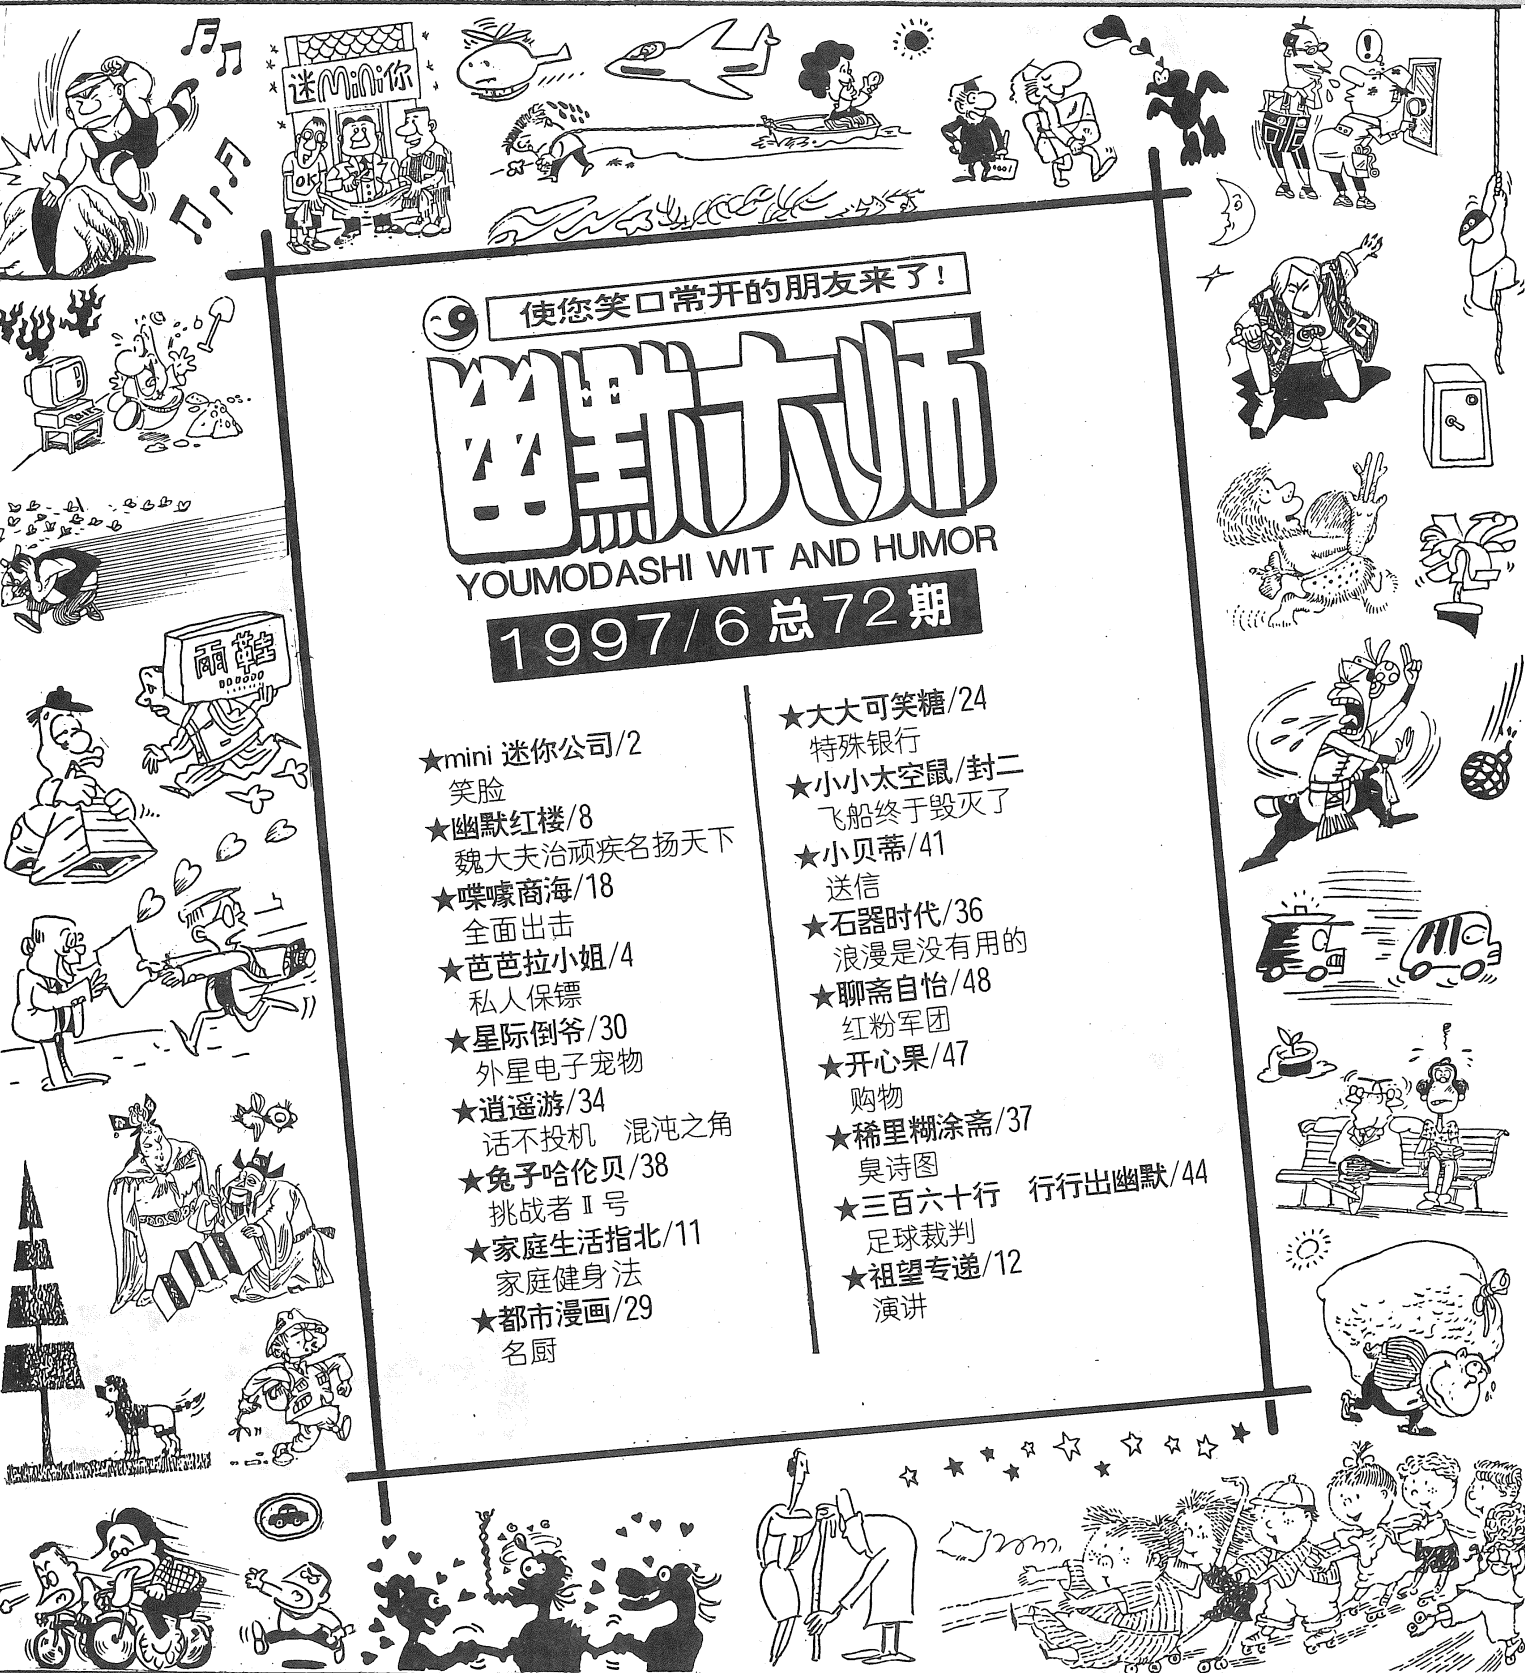 迷mini你
OK
使您笑口常开的朋友来了!
幽默大师
YOUMODASHI WIT AND HUMOR
1997/6总72期
雨鞋
★mini 迷你公司/2
笑脸
★幽默红楼/8
魏大夫治顽疾名扬天下
★喋噱商海/18
全面出击
★芭芭拉小姐/4
私人保镖
★星际倒爷/30
外星电子宠物
★逍遥游/34
话不投机 混沌之角
★兔子哈伦贝/38
挑战者Ⅱ号
★家庭生活指北/11
家庭健身法
★都市漫画/29
名厨
★大大可笑糖/24
特殊银行
★小小太空鼠/封二
飞船终于毁灭了
★小贝蒂/41
送信
★石器时代/36
浪漫是没有用的
★聊斋自怡/48
红粉军团
★开心果/47
购物
★稀里糊涂斋/37
臭诗图
★三百六十行 行行出幽默/44
足球裁判
★祖望专递/12
演讲